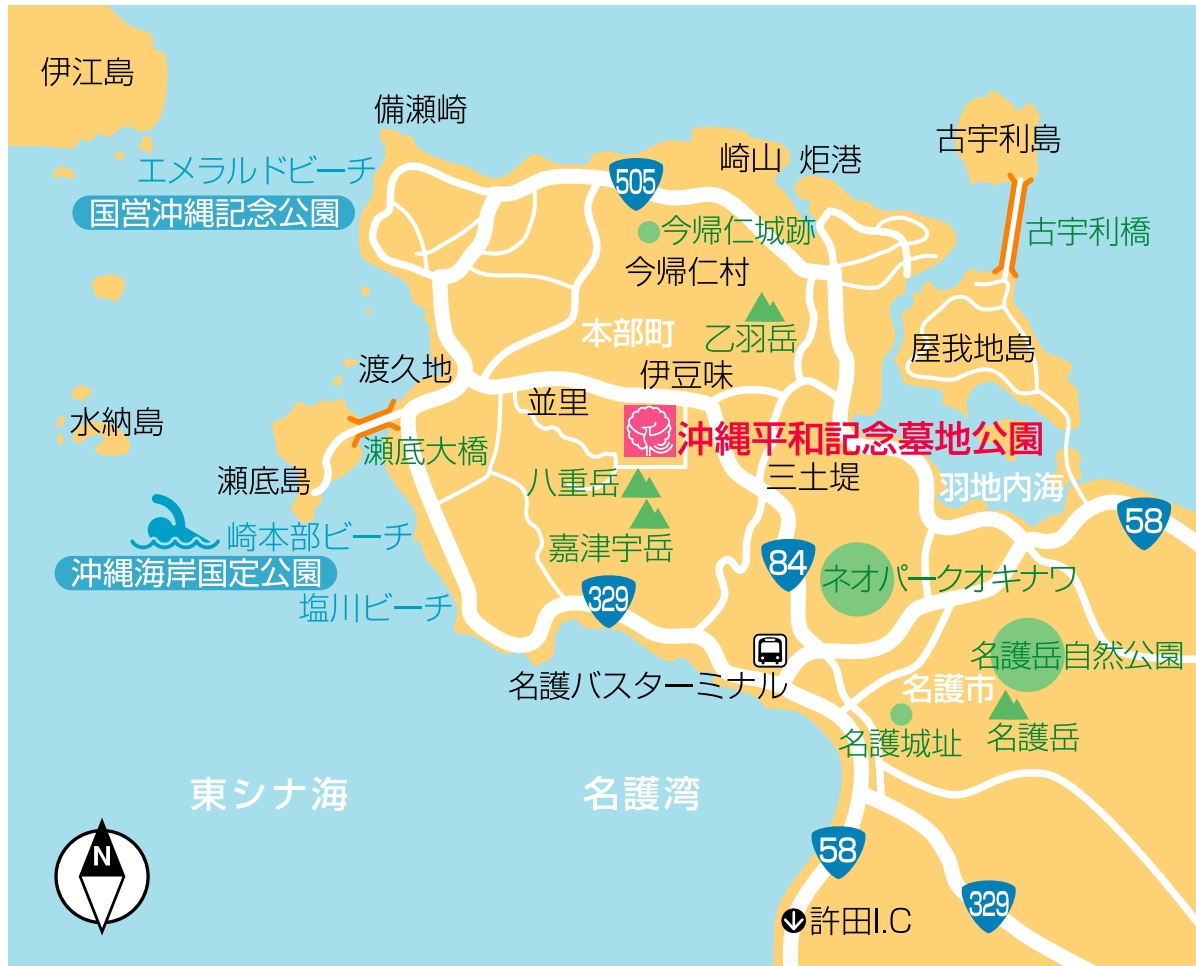 伊江島
備瀬崎
エメラルドビーチ
国営沖縄記念公園
505
崎山
炬港
古宇利島
古宇利橋
今帰仁城跡
今帰仁村
本部町
乙羽岳
屋我地島
渡久地
伊豆味
並里
水納島
瀬底大橋
瀬底島
沖縄平和記念墓地公園
三土堤
羽地内海
八重岳
嘉津宇岳
崎本部ビーチ
沖縄海岸国定公園
塩川ビーチ
58
84
329
ネオパークオキナワ
名護バスターミナル
名護岳自然公園
名護市
名護城址
名護岳
東シナ海
名護湾
N
58
329
許田I.C